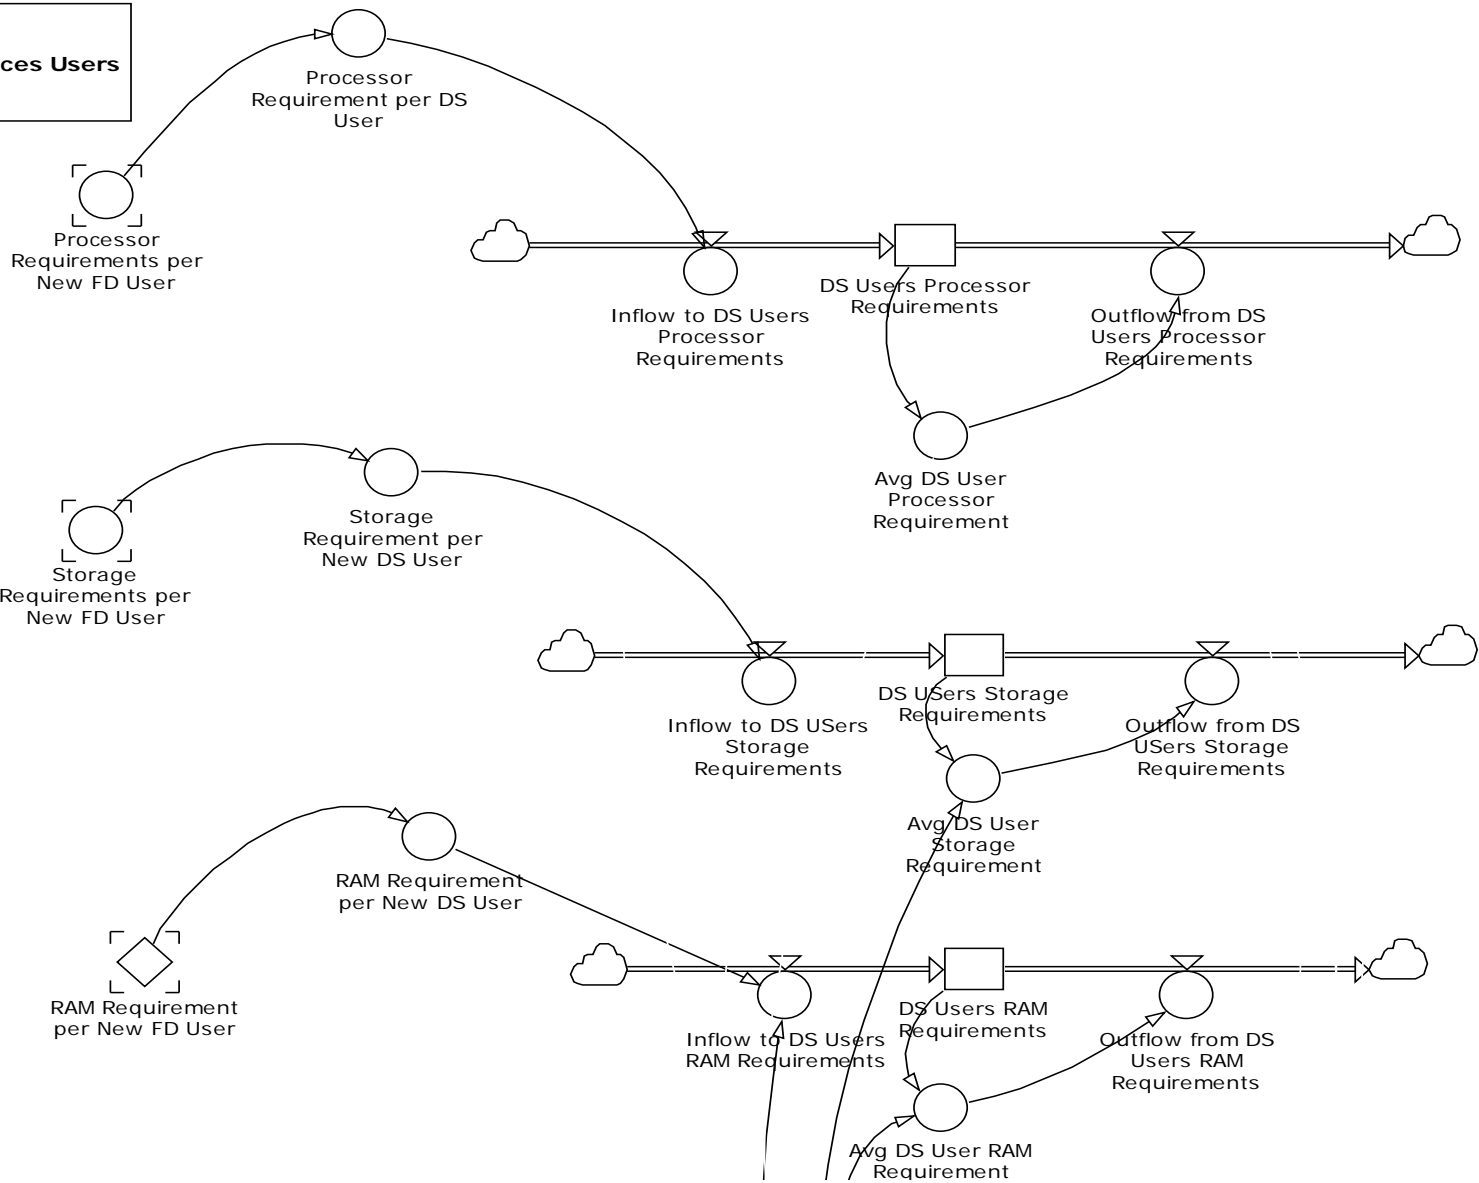 ces Users
Processor
Requirement per DS
User
Processor
Requirements per
New FD User
DS Users Processor
Requirements
Inflow to DS Users
Processor
Requirements
Outflow from DS
Users Processor
Requirements
Avg DS User
Processor
Requirement
Storage
Requirement per
New DS User
Storage
Requirements per
New FD User
DS USers Storage
Requirements
Inflow to DS USers
Storage
Requirements
Outflow from DS
USers Storage
Requirements
Avg DS User
Storage
Requirement
RAM Requirement
per New DS User
RAM Requirement
per New FD User
DS Users RAM
Requirements
Inflow to DS Users
RAM Requirements
Outflow from DS
Users RAM
Requirements
Avg DS User RAM
Requirement